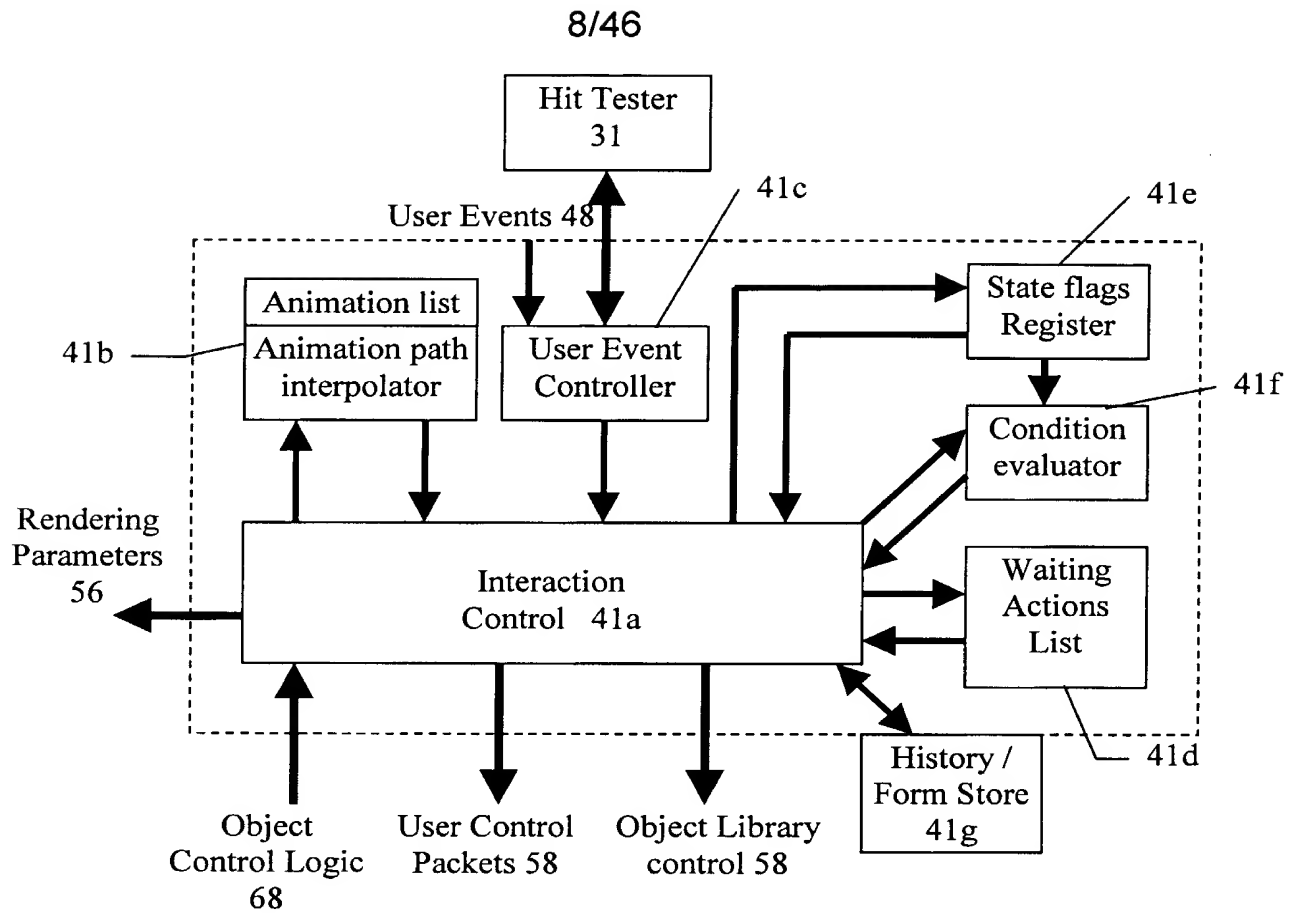 8/46
Hit Tester
31
41c
41e
User Events 48
Animation list
Animation path
interpolator
41b
User Event
Controller
State flags
Register
41f
Condition
evaluator
Rendering
Parameters
56
Interaction
Control 41a
Waiting
Actions
List
41d
History /
Form Store
41g
Object
Control Logic
68
User Control
Packets 58
Object Library
control 58